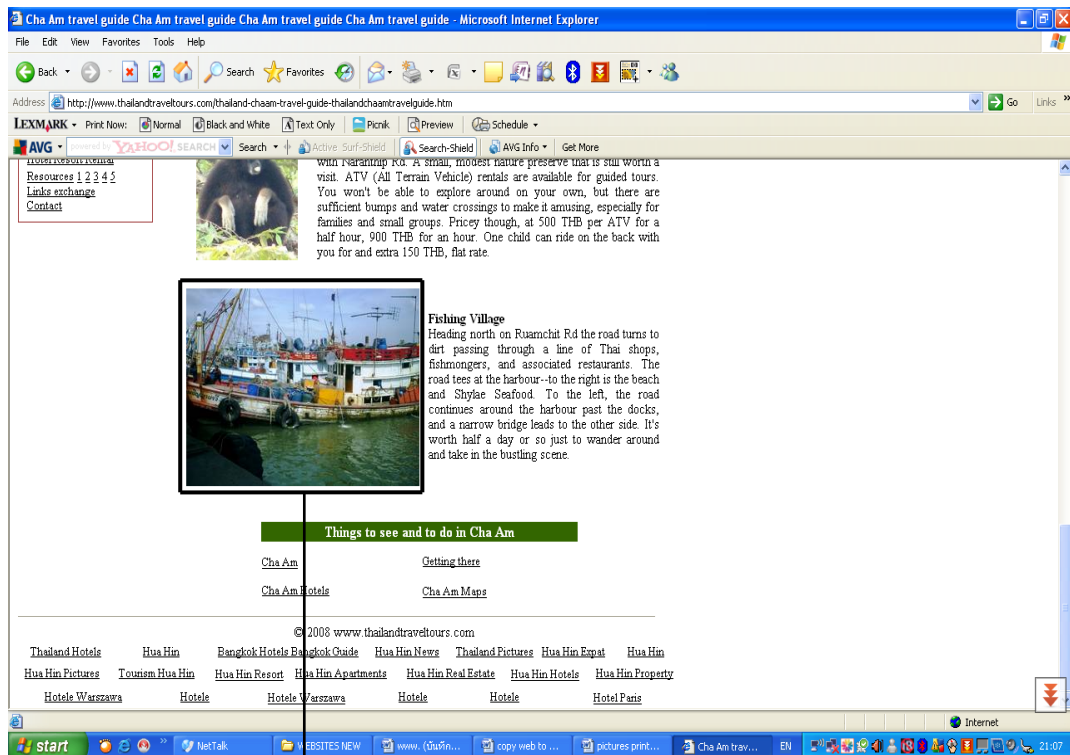 Cha Am travel guide Cha Am travel guide Cha Am travel guide Cha Am travel guide - Microsoft Internet Explorer
File Edit View Favorites Tools Help
Back Search Favorites
Address http://www.thailandtraveltours.com/thailand-chaam-travel-guide-thailandchaamtravelguide.htm Go Links »
LEXMARK Print Now: Normal Black and White Text Only Picnik Preview Schedule
AVG powered by YAHOO! SEARCH Search Active Surf-Shield Search-Shield AVG Info Get More
Hotel Resort Rental
Resources 1 2 3 4 5
Links exchange
Contact
with Naranthip Rd. A small, modest nature preserve that is still worth a
visit. ATV (All Terrain Vehicle) rentals are available for guided tours.
You won't be able to explore around on your own, but there are
sufficient bumps and water crossings to make it amusing, especially for
families and small groups. Pricey though, at 500 THB per ATV for a
half hour, 900 THB for an hour. One child can ride on the back with
you for and extra 150 THB, flat rate.
Fishing Village
Heading north on Ruamchit Rd the road turns to
dirt passing through a line of Thai shops,
fishmongers, and associated restaurants. The
road tees at the harbour--to the right is the beach
and Shylae Seafood. To the left, the road
continues around the harbour past the docks,
and a narrow bridge leads to the other side. It's
worth half a day or so just to wander around
and take in the bustling scene.
Things to see and to do in Cha Am
Cha Am Getting there
Cha Am Hotels Cha Am Maps
© 2008 www.thailandtraveltours.com
Thailand Hotels Hua Hin Bangkok Hotels Bangkok Guide Hua Hin News Thailand Pictures Hua Hin Expat Hua Hin
Hua Hin Pictures Tourism Hua Hin Hua Hin Resort Hua Hin Apartments Hua Hin Real Estate Hua Hin Hotels Hua Hin Property
Hotele Warszawa Hotele Hotele Warszawa Hotele Hotele Hotel Paris
Internet
start » NetTalk WEBSITES NEW www. (บันทึก... copy web to ... pictures print... Cha Am trav... EN 21:07